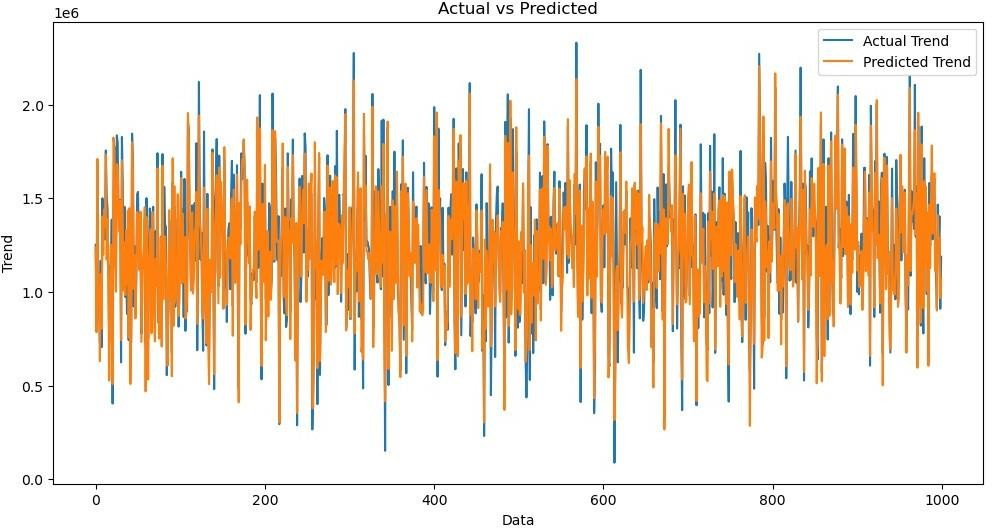 Actual vs Predicted
1e6
Actual Trend
Predicted Trend
2.0
1.5
1.0
0.5
0.0
Trend
0 200 400 600 800 1000
Data